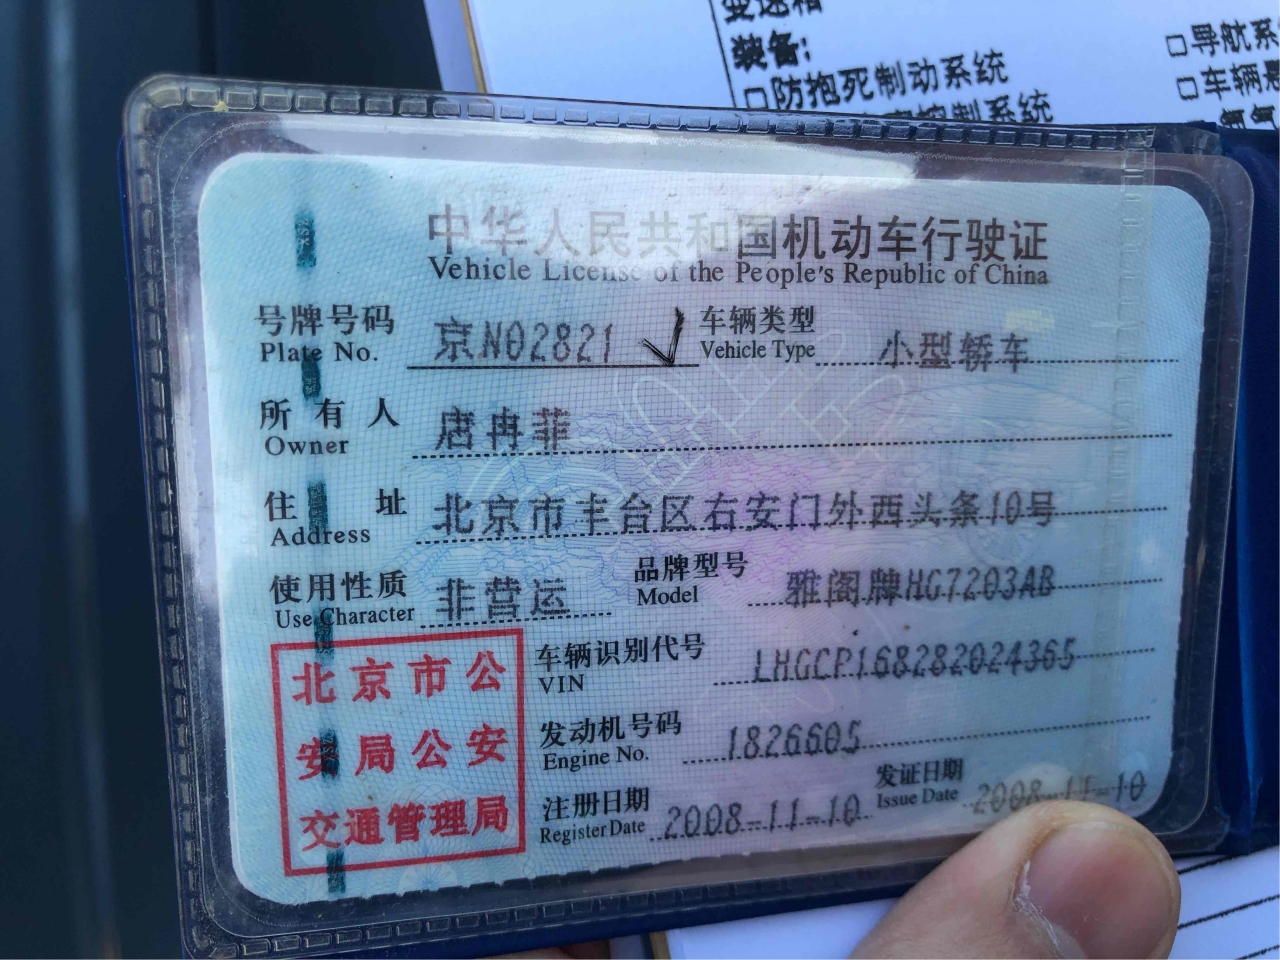 变速箱
装备:
□防抱死制动系统
□导航系
□车辆悬
中华人民共和国机动车行驶证
Vehicle License of the People's Republic of China
号牌号码 京N02821 车辆类型 小型轿车
Plate No. Vehicle Type
所有人 唐冉菲
Owner
住址 北京市丰台区右安门外西头条10号
Address
使用性质 非营运 品牌型号 雅阁牌HG7203AB
Use Character Model
车辆识别代号 LHGCP168282024365
VIN
发动机号码 1826605
Engine No.
注册日期 2008-11-10 发证日期 2008-11-10
Register Date Issue Date
北京市公
安局公安
交通管理局